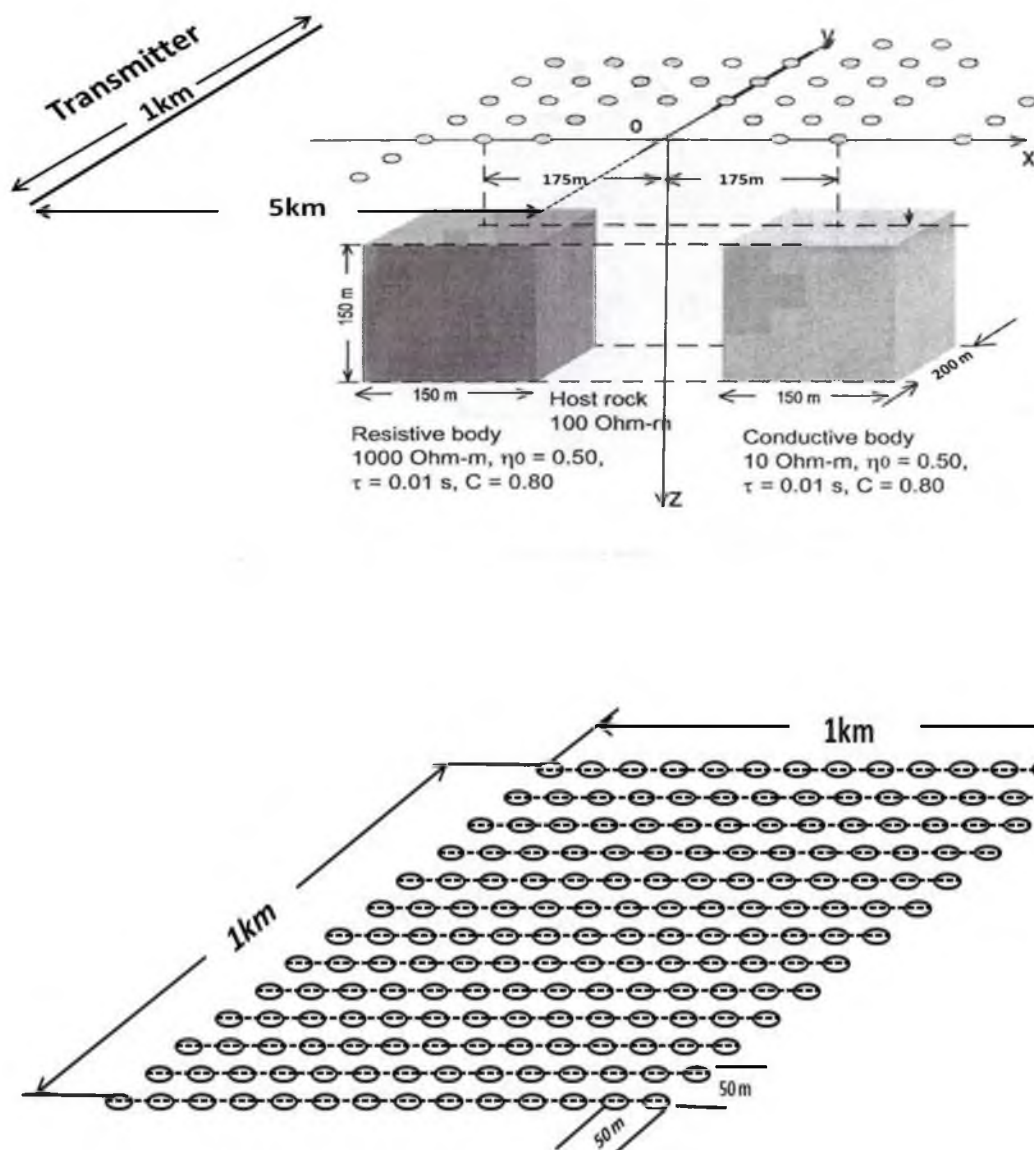 Transmitter
1km
y
0
x
175m
175m
5km
150 m
150 m
Host rock
100 Ohm-m
150 m
200 m
Resistive body
1000 Ohm-m, η0 = 0.50,
τ = 0.01 s, C = 0.80
Conductive body
10 Ohm-m, η0 = 0.50,
τ = 0.01 s, C = 0.80
z
1km
1km
50 m
50 m